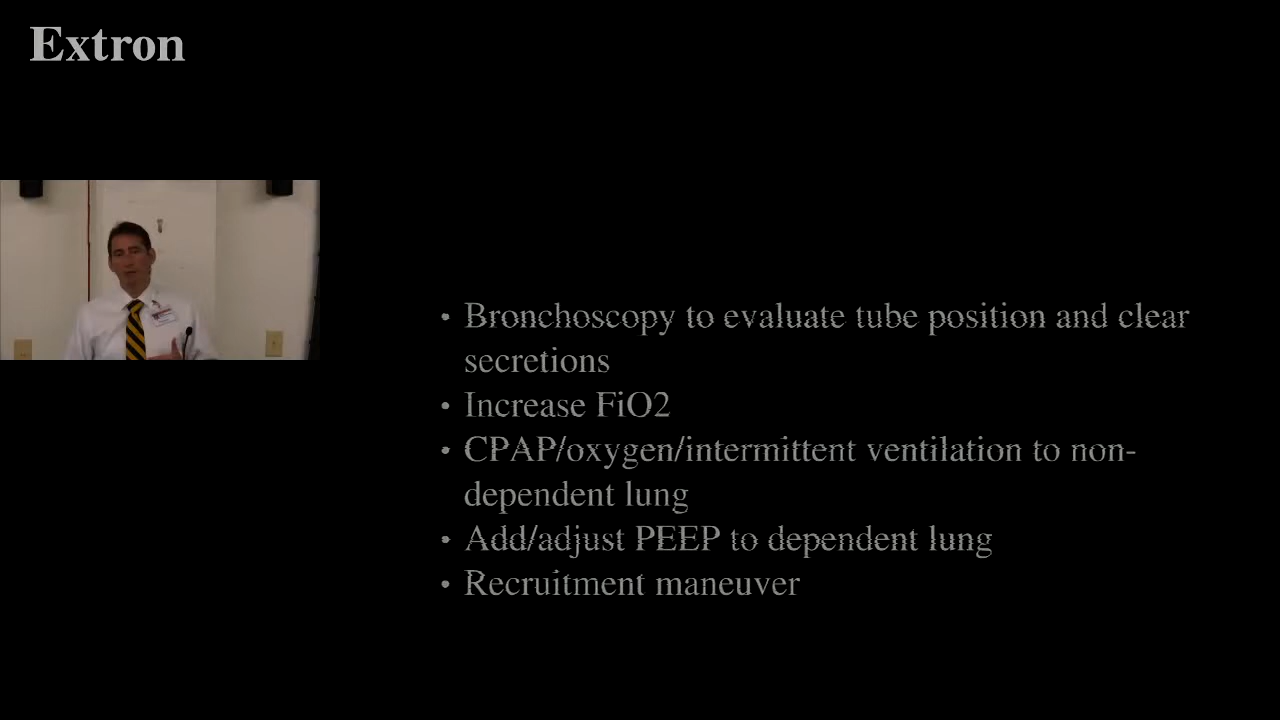 Extron
• Bronchoscopy to evaluate tube position and clear
secretions
• Increase FiO2
• CPAP/oxygen/intermittent ventilation to non-
dependent lung
• Add/adjust PEEP to dependent lung
• Recruitment maneuver